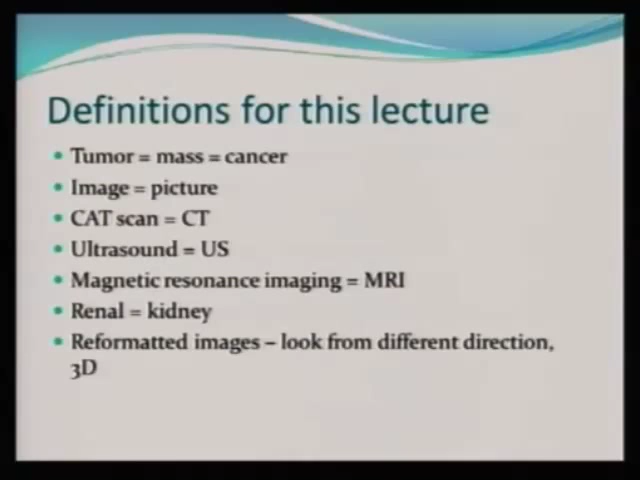 Definitions for this lecture
• Tumor = mass = cancer
• Image = picture
• CAT scan = CT
• Ultrasound = US
• Magnetic resonance imaging = MRI
• Renal = kidney
• Reformatted images – look from different direction,
3D